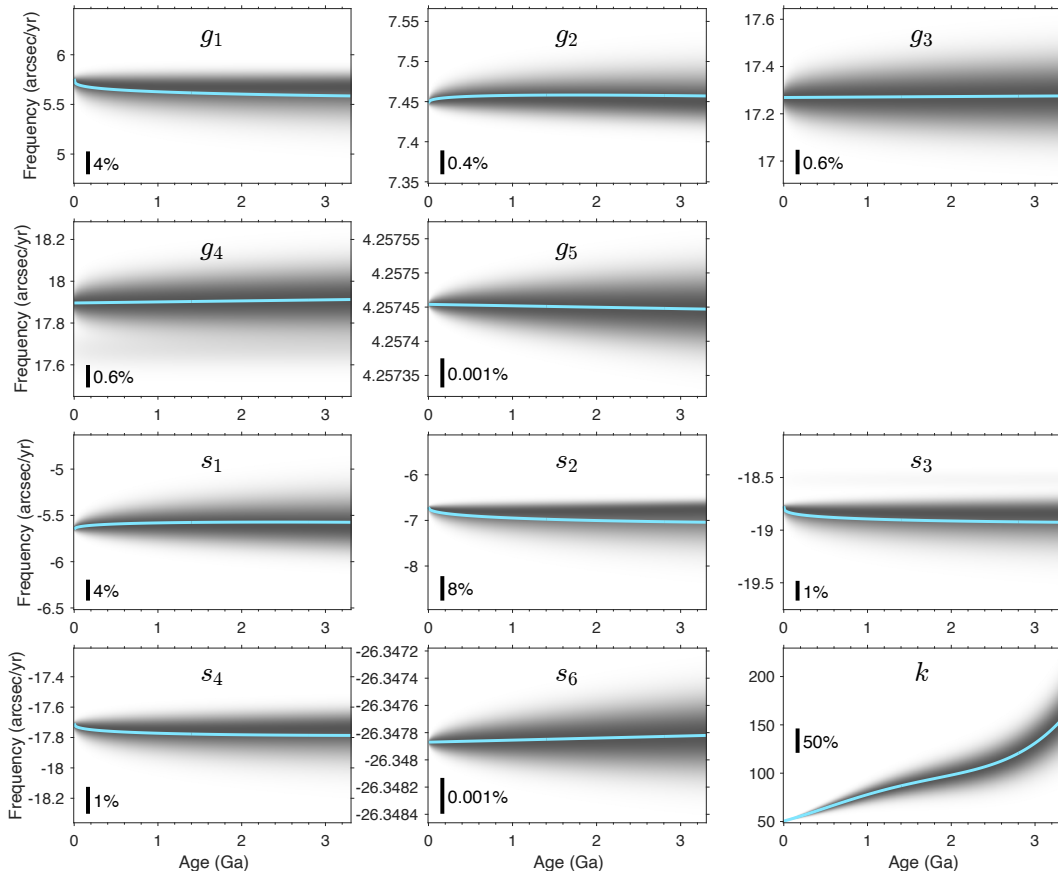 g1
g2
g3
Frequency (arcsec/yr)
6
5.5
5
4%
7.55
7.5
7.45
7.4
7.35
0.4%
17.6
17.4
17.2
17
0.6%
0 1 2 3
0 1 2 3
0 1 2 3
g4
g5
Frequency (arcsec/yr)
18.2
18
17.8
17.6
0.6%
4.25755
4.2575
4.25745
4.2574
4.25735
0.001%
0 1 2 3
0 1 2 3
s1
s2
s3
Frequency (arcsec/yr)
-5
-5.5
-6
-6.5
4%
-6
-7
-8
8%
-18.5
-19
-19.5
1%
0 1 2 3
0 1 2 3
0 1 2 3
s4
s6
k
Frequency (arcsec/yr)
-17.4
-17.6
-17.8
-18
-18.2
1%
-26.3472
-26.3474
-26.3476
-26.3478
-26.348
-26.3482
-26.3484
0.001%
200
150
100
50
50%
0 1 2 3
0 1 2 3
0 1 2 3
Age (Ga)
Age (Ga)
Age (Ga)